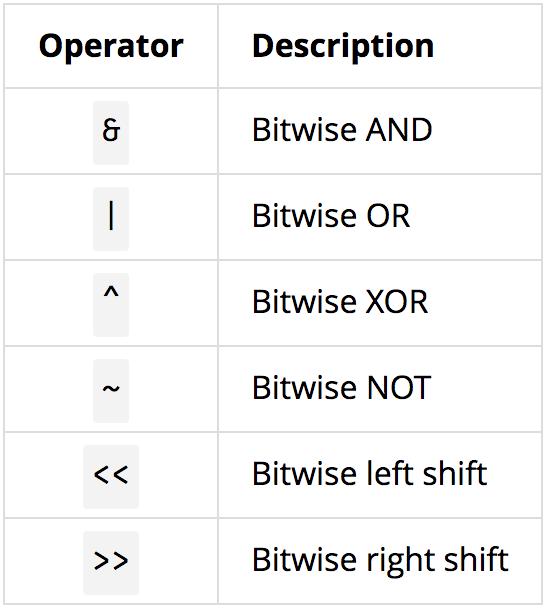 Operator Description
& Bitwise AND
| Bitwise OR
^ Bitwise XOR
~ Bitwise NOT
<< Bitwise left shift
>> Bitwise right shift